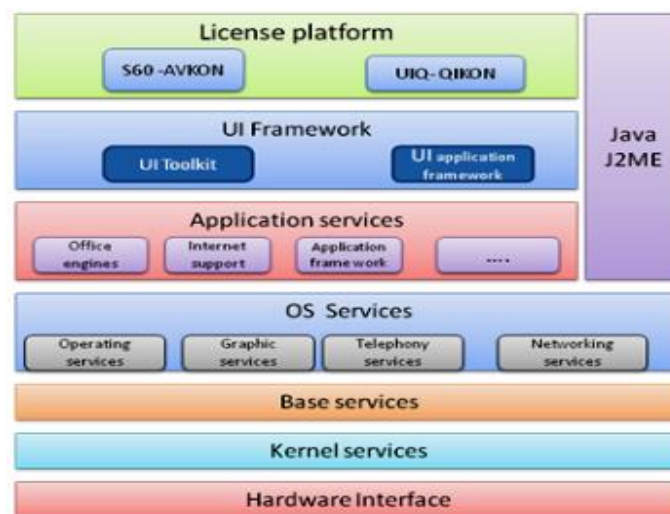 License platform
S60 -AVKON
UIQ- QIKON
UI Framework
UI Toolkit
UI application
framework
Java
J2ME
Application services
Office
engines
Internet
support
Application
framework
....
OS Services
Operating
services
Graphic
services
Telephony
services
Networking
services
Base services
Kernel services
Hardware Interface